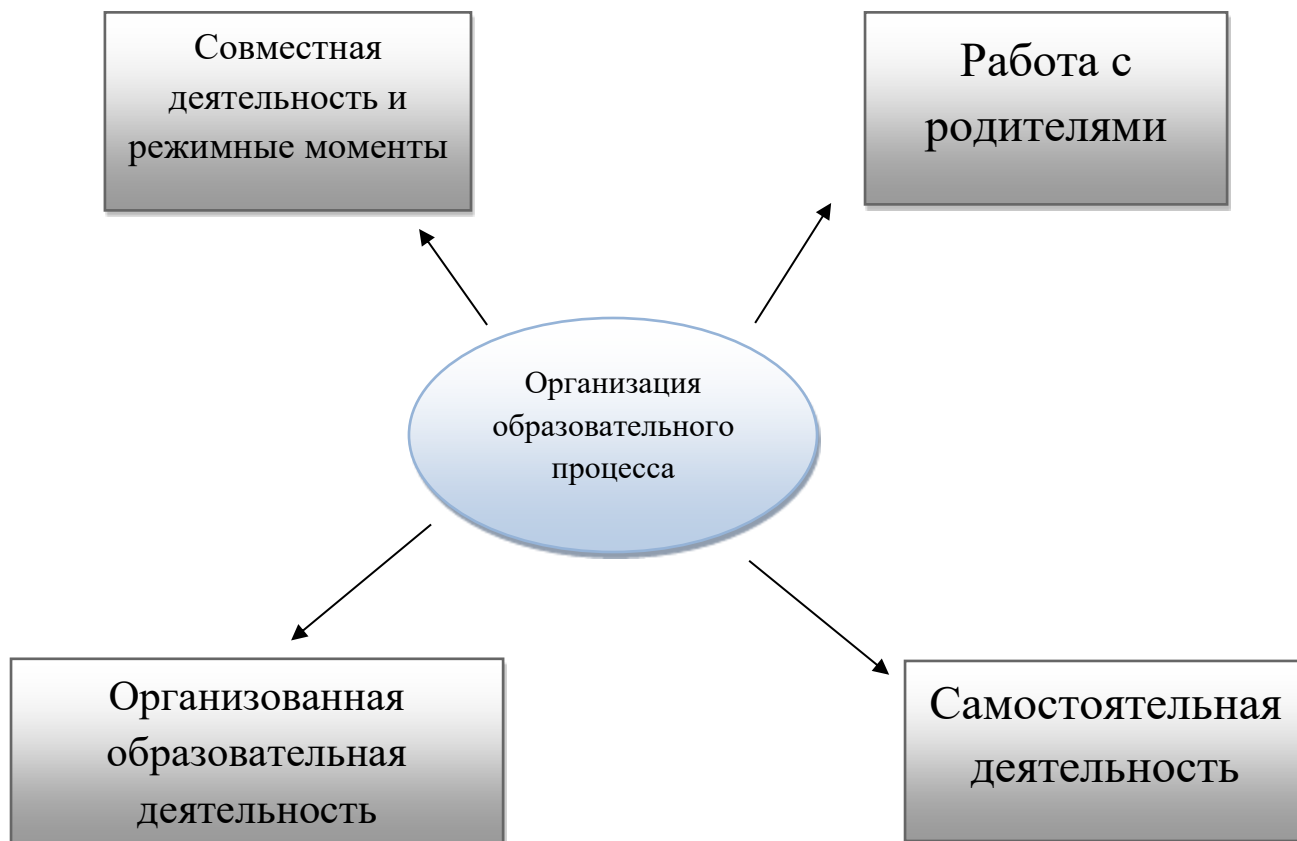 Совместная
деятельность и
режимные моменты
Работа с
родителями
Организация
образовательного
процесса
Организованная
образовательная
деятельность
Самостоятельная
деятельность